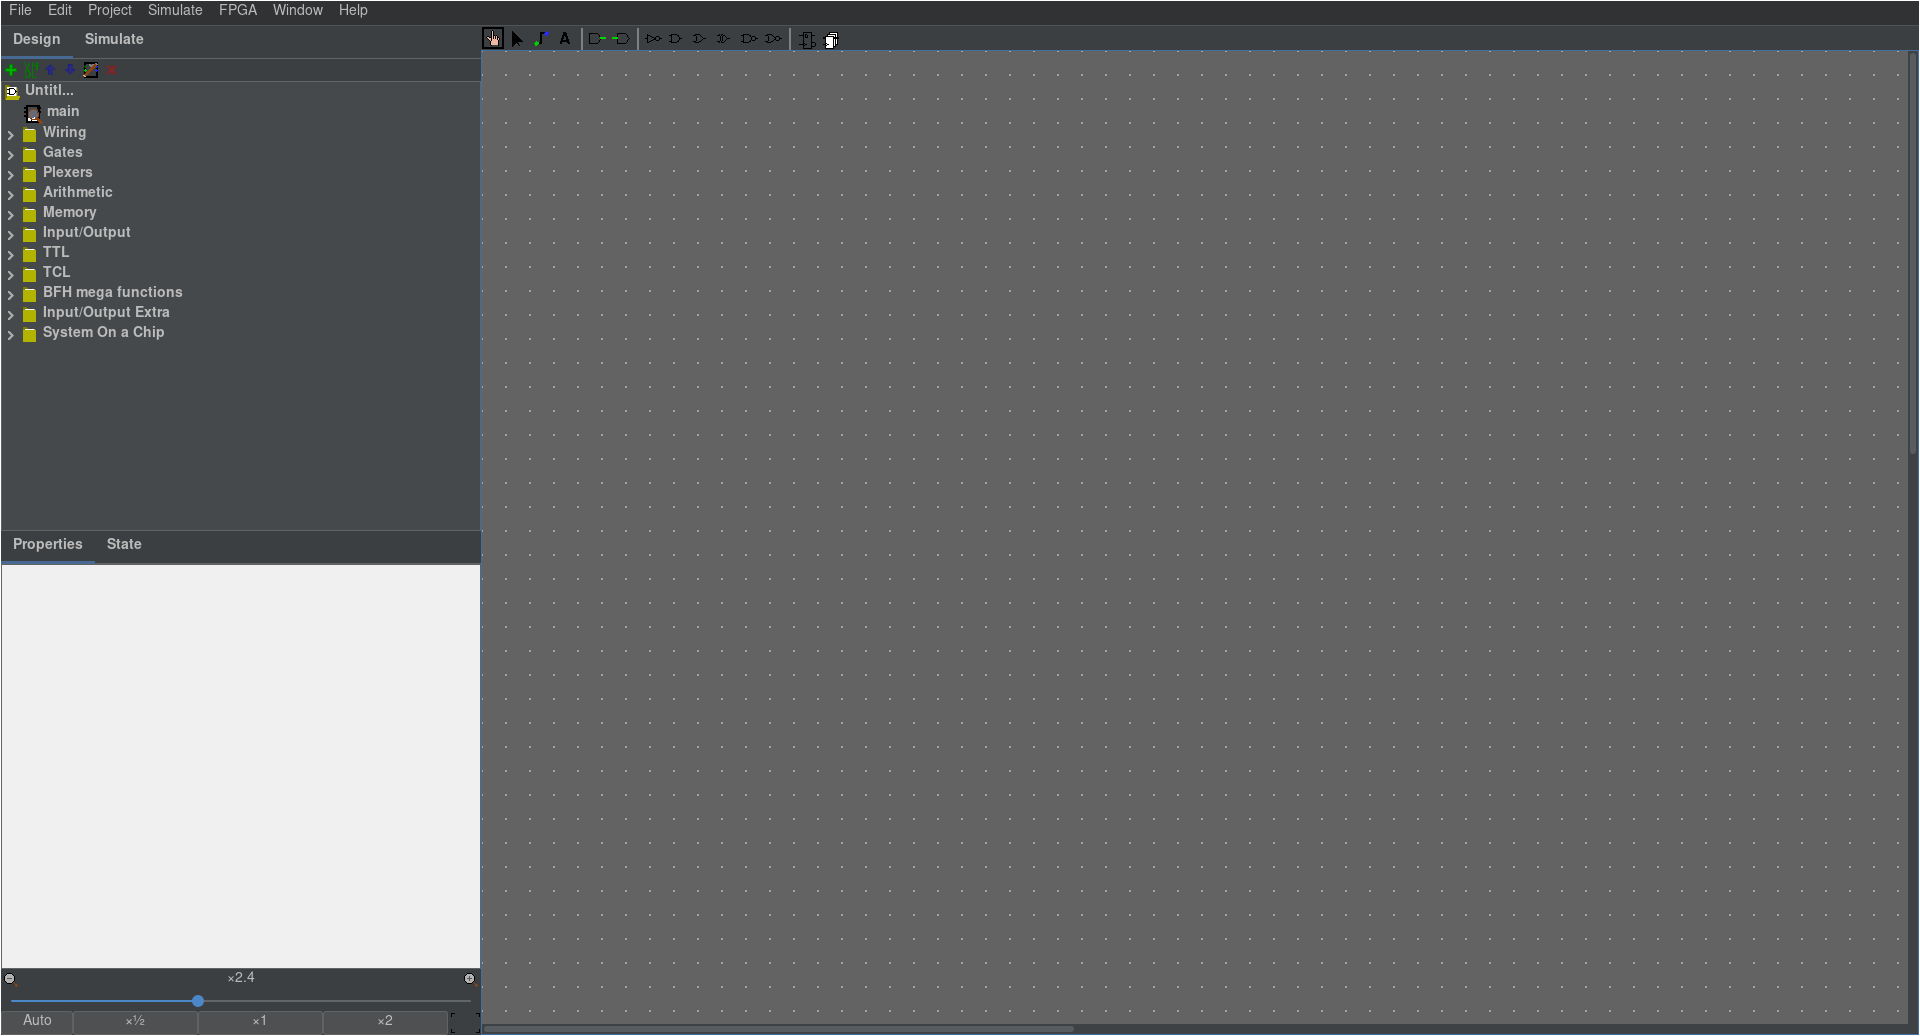 File Edit Project Simulate FPGA Window Help
Design Simulate
A
Untitl...
main
Wiring
Gates
Plexers
Arithmetic
Memory
Input/Output
TTL
TCL
BFH mega functions
Input/Output Extra
System On a Chip
Properties State
×2.4
Auto ×½ ×1 ×2